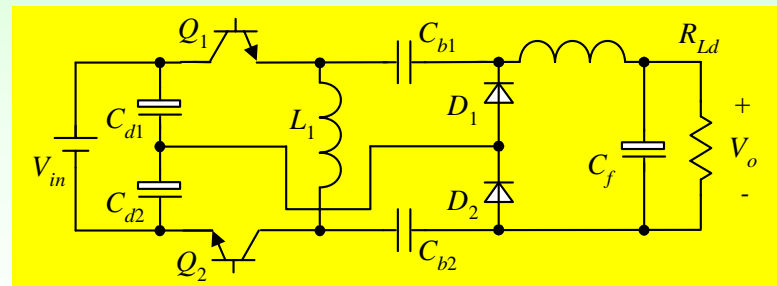 Q1
Cb1
RLd
Cd1
L1
D1
+
Vin
Cf
Vo
Cd2
D2
-
Q2
Cb2